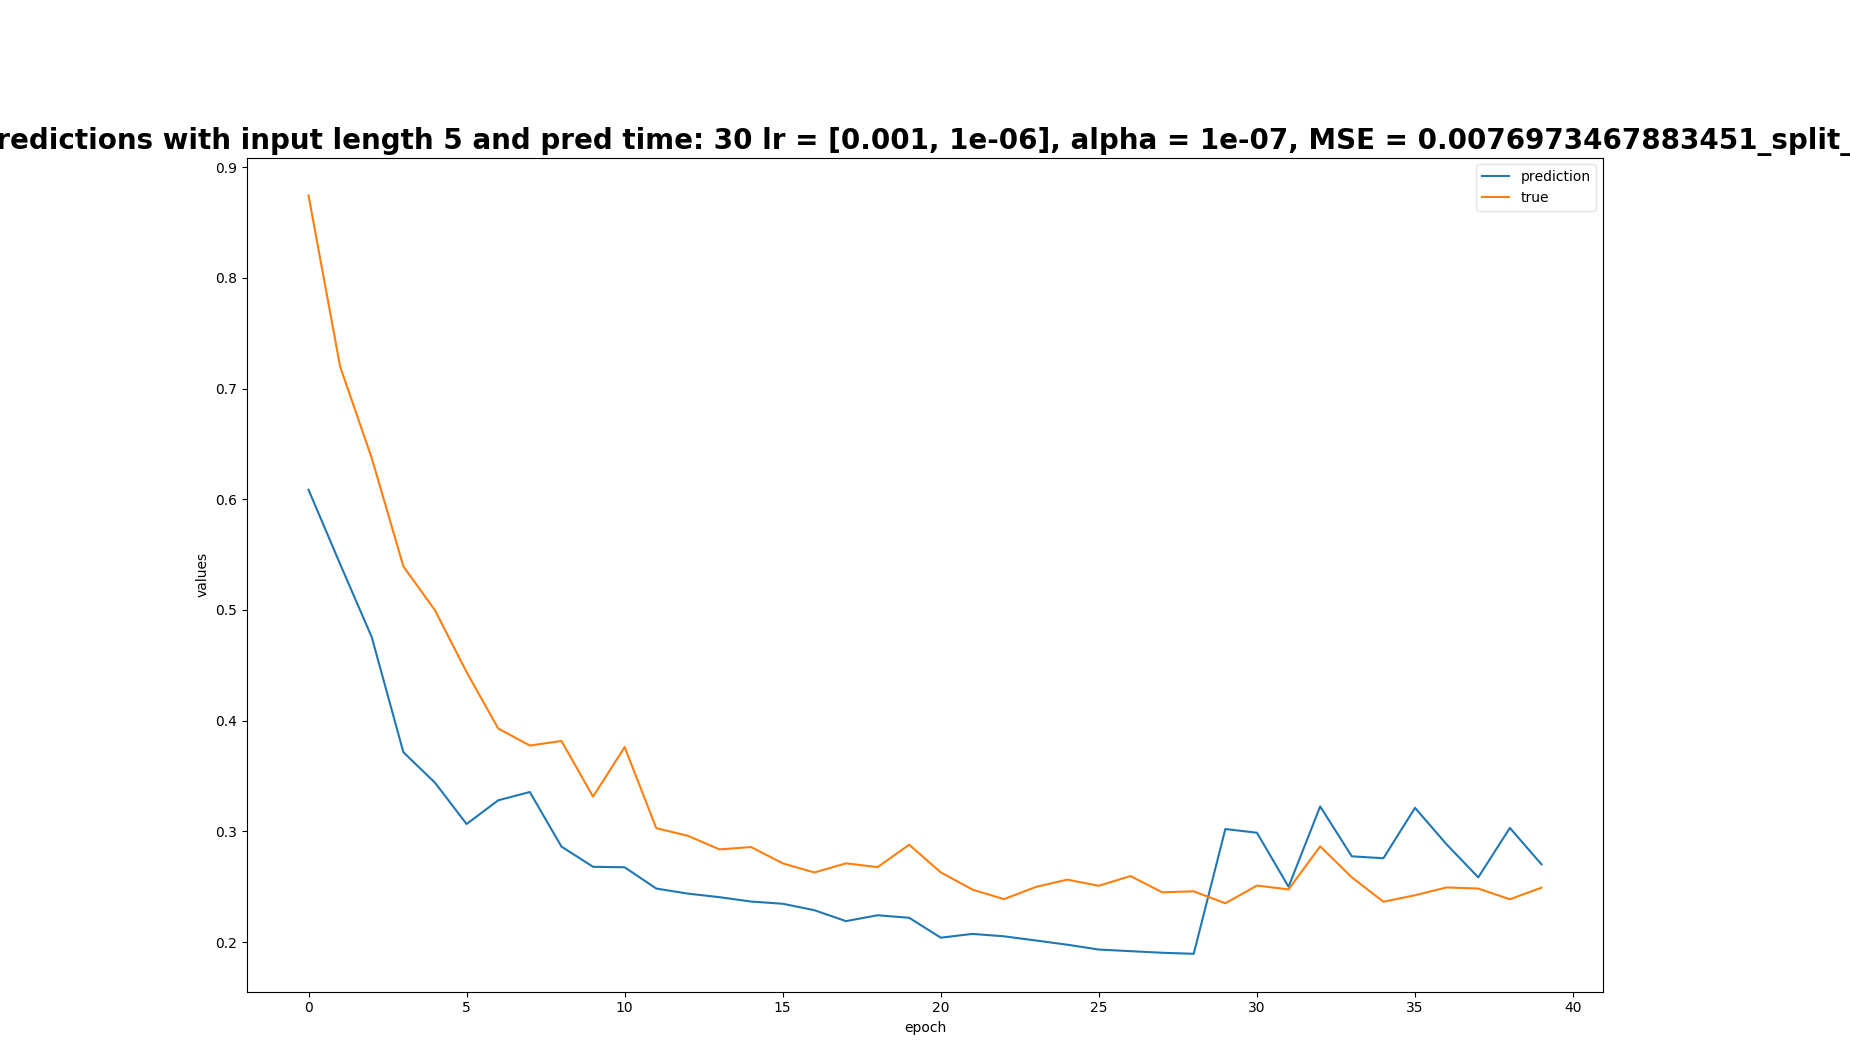 redictions with input length 5 and pred time: 30 lr = [0.001, 1e-06], alpha = 1e-07, MSE = 0.0076973467883451_split_
prediction
true
0.9
0.8
0.7
0.6
0.5
0.4
0.3
0.2
values
0 5 10 15 20 25 30 35 40
epoch